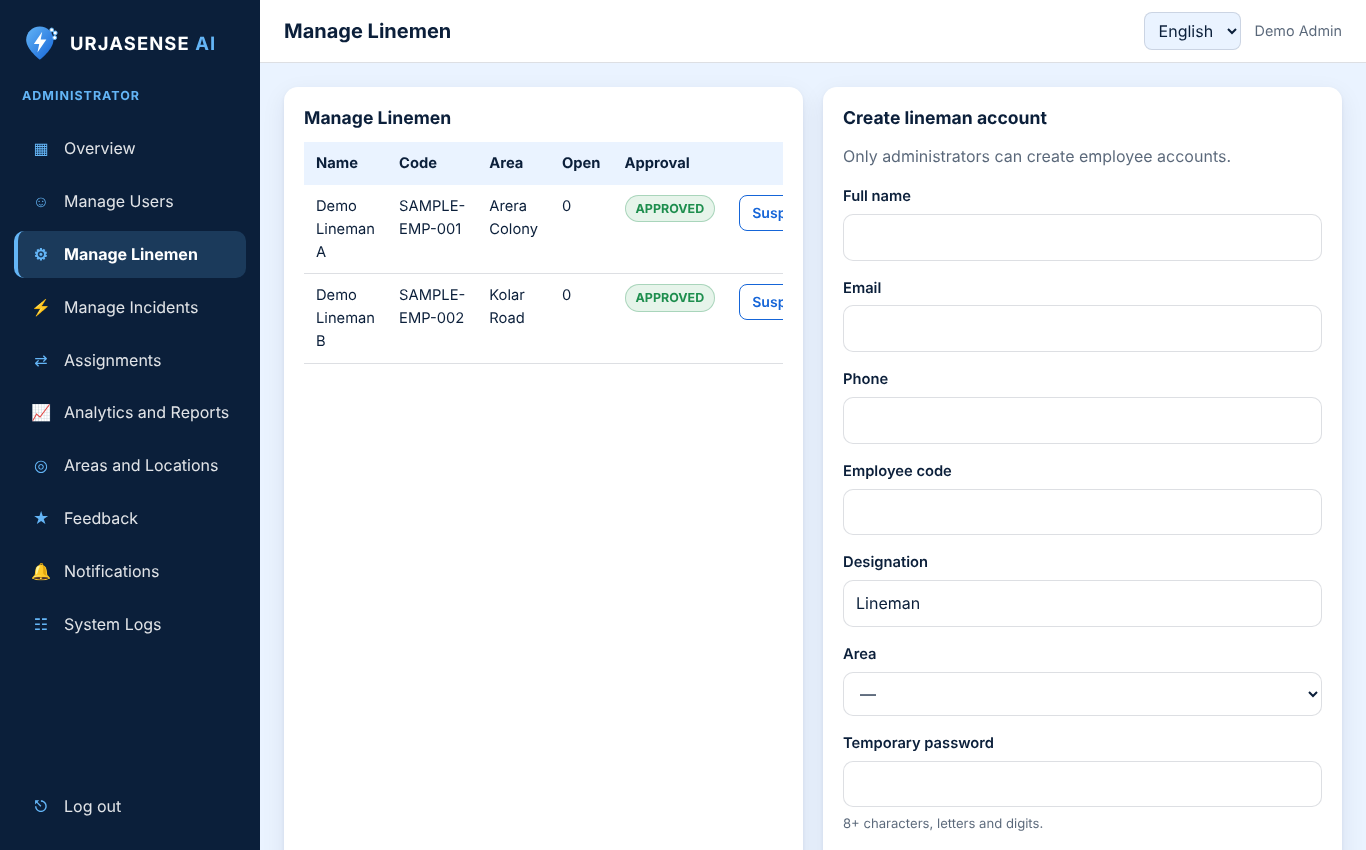 URJASENSE AI
ADMINISTRATOR
Overview
Manage Users
Manage Linemen
Manage Incidents
Assignments
Analytics and Reports
Areas and Locations
Feedback
Notifications
System Logs
Log out
Manage Linemen
English
Demo Admin
Manage Linemen
Name Code Area Open Approval
Demo Lineman A SAMPLE-EMP-001 Arera Colony 0 APPROVED Susp
Demo Lineman B SAMPLE-EMP-002 Kolar Road 0 APPROVED Susp
Create lineman account
Only administrators can create employee accounts.
Full name
Email
Phone
Employee code
Designation
Lineman
Area
—
Temporary password
8+ characters, letters and digits.